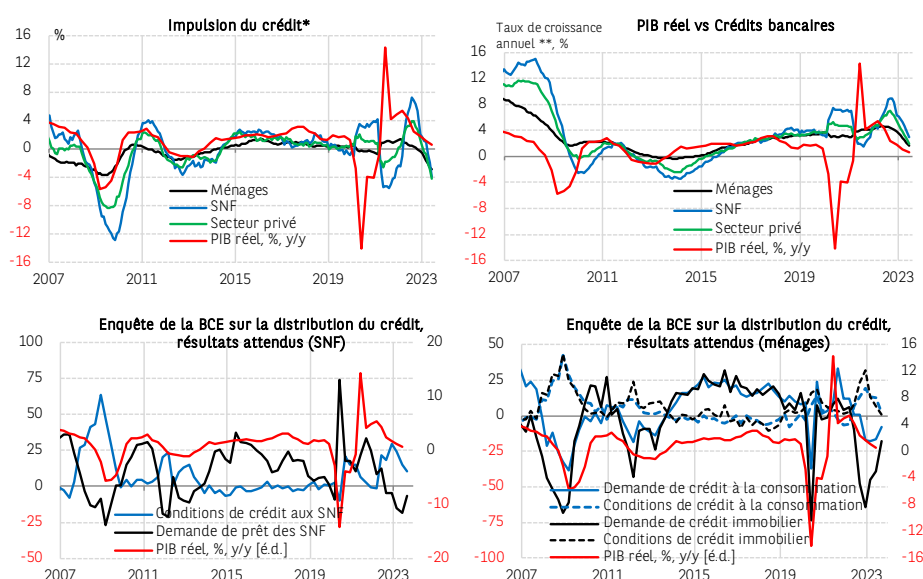 Impulsion du crédit*
%
16
12
8
4
0
-4
-8
-12
-16
Ménages
SNF
Secteur privé
PIB réel, %, y/y
2007 2011 2015 2019 2023
PIB réel vs Crédits bancaires
Taux de croissance
annuel **, %
16
12
8
4
0
-4
-8
-12
-16
Ménages
SNF
Secteur privé
PIB réel, %, y/y
2007 2011 2015 2019 2023
Enquête de la BCE sur la distribution du crédit,
résultats attendus (SNF)
100
75
50
25
0
-25
-50
20
10
0
-10
-20
Conditions de crédit aux SNF
Demande de prêt des SNF
PIB réel, %, y/y [é.d.]
2007 2011 2015 2019 2023
Enquête de la BCE sur la distribution du crédit,
résultats attendus (ménages)
50
25
0
-25
-50
-75
-100
16
12
8
4
0
-4
-8
-12
-16
Demande de crédit à la consommation
Conditions de crédit à la consommation
Demande de crédit immobilier
Conditions de crédit immobilier
PIB réel, %, y/y [é.d.]
2007 2011 2015 2019 2023